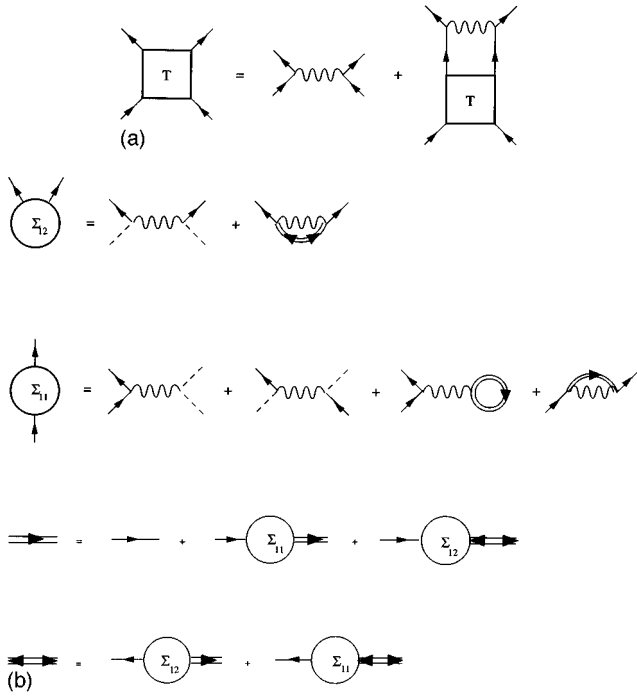 T = +
T
(a)
Σ12 = +
Σ11 = + + +
= + Σ11 + Σ12
= Σ12 + Σ11
(b)